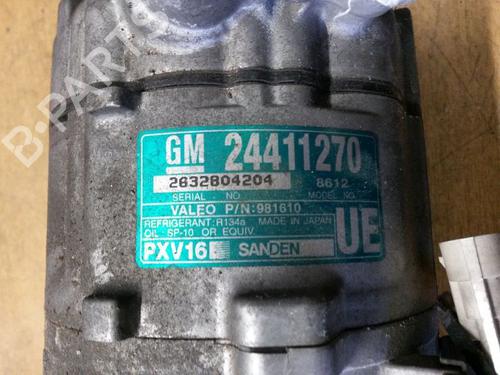 B-PARTS
GM 24411270
2632804204 8612
SERIAL NO MODEL NO.
VALEO P/N:981610
REFRIGERANT:R134a MADE IN JAPAN
OIL SP-10 OR EQUIV.
UE
PXV16 SANDEN